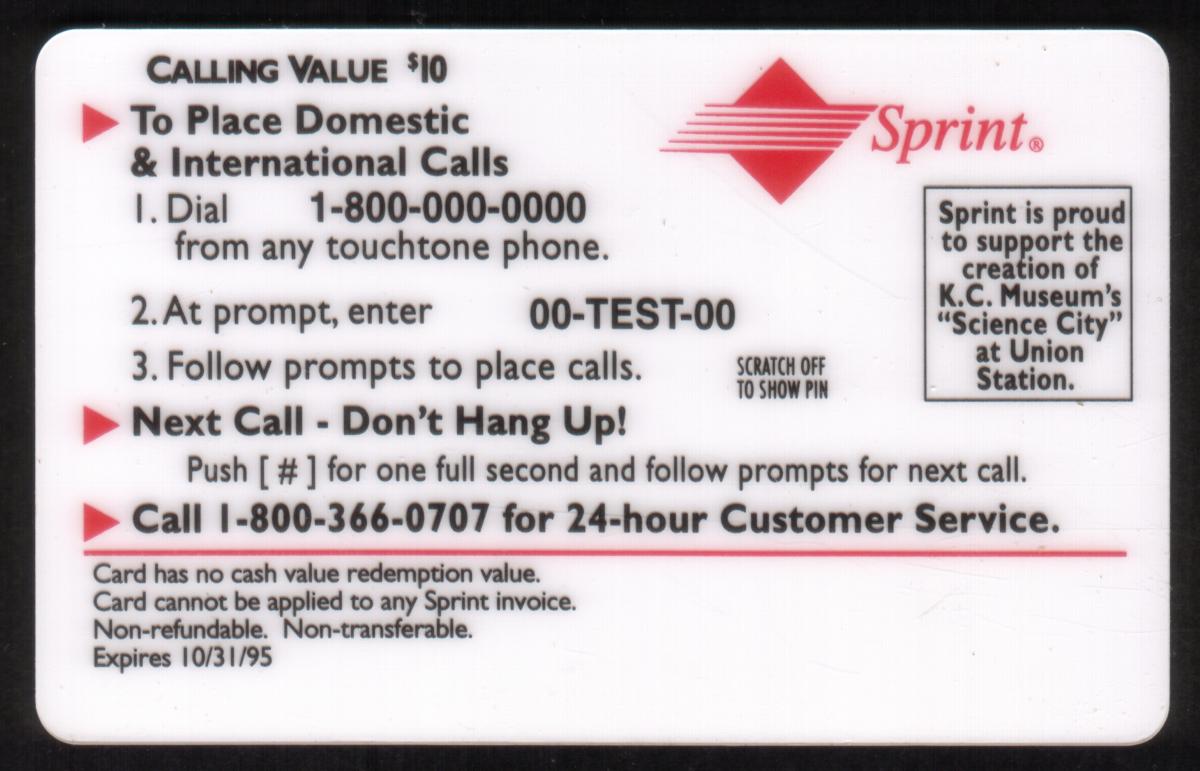 CALLING VALUE $10
To Place Domestic
& International Calls
1. Dial 1-800-000-0000
from any touchtone phone.
2. At prompt, enter 00-TEST-00
3. Follow prompts to place calls.
SCRATCH OFF
TO SHOW PIN
Next Call - Don't Hang Up!
Push [ # ] for one full second and follow prompts for next call.
Call 1-800-366-0707 for 24-hour Customer Service.
Card has no cash value redemption value.
Card cannot be applied to any Sprint invoice.
Non-refundable. Non-transferable.
Expires 10/31/95
Sprint®
Sprint is proud
to support the
creation of
K.C. Museum's
"Science City"
at Union
Station.